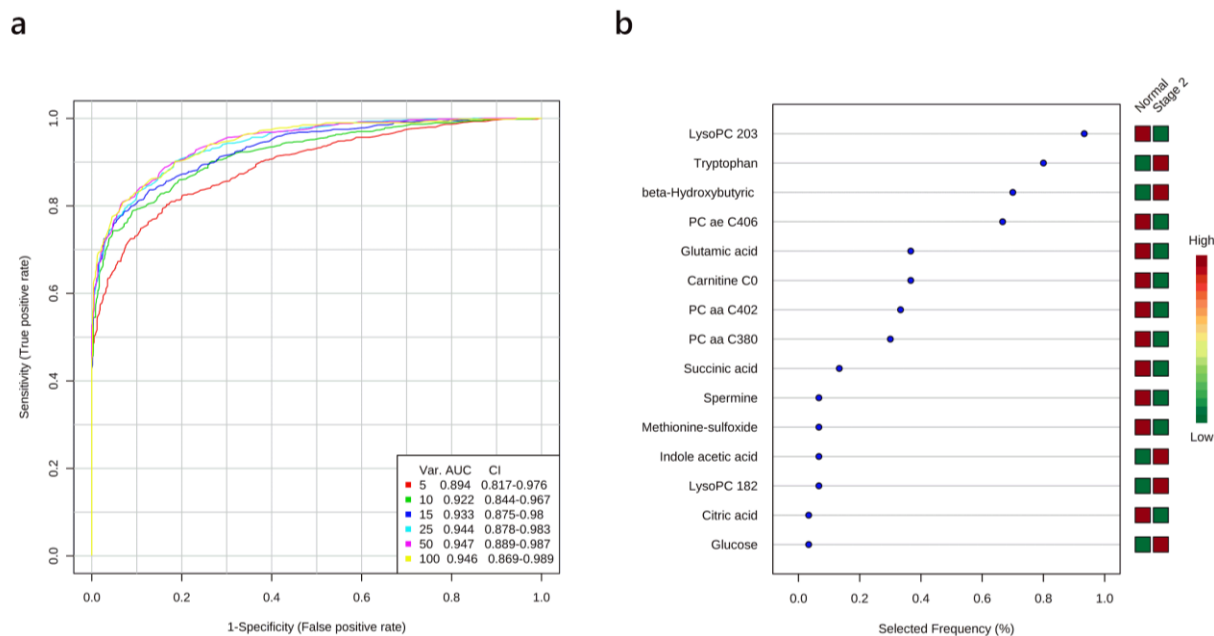 a
Sensitivity (True positive rate)
1.0
0.8
0.6
0.4
0.2
0.0
Var. AUC CI
5 0.894 0.817-0.976
10 0.922 0.844-0.967
15 0.933 0.875-0.98
25 0.944 0.878-0.983
50 0.947 0.889-0.987
100 0.946 0.869-0.989
0.0 0.2 0.4 0.6 0.8 1.0
1-Specificity (False positive rate)
b
Normal
Stage 2
LysoPC 203
Tryptophan
beta-Hydroxybutyric
PC ae C406
Glutamic acid
Carnitine C0
PC aa C402
PC aa C380
Succinic acid
Spermine
Methionine-sulfoxide
Indole acetic acid
LysoPC 182
Citric acid
Glucose
0.0 0.2 0.4 0.6 0.8 1.0
Selected Frequency (%)
High
Low